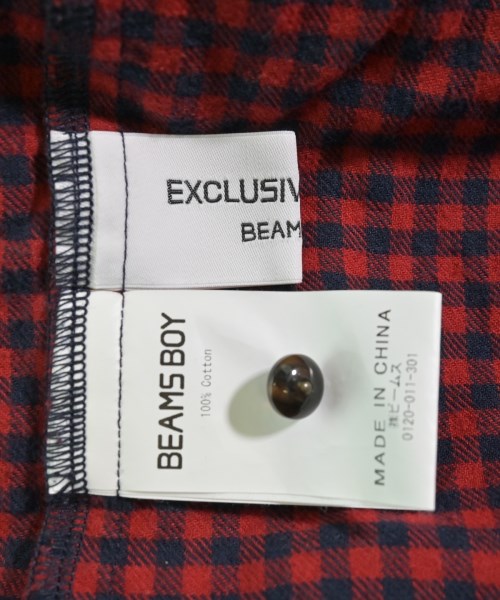 EXCLUSIV
BEAM
BEAMS BOY
100% Cotton
MADE IN CHINA
㈱ビームス
0120-011-301